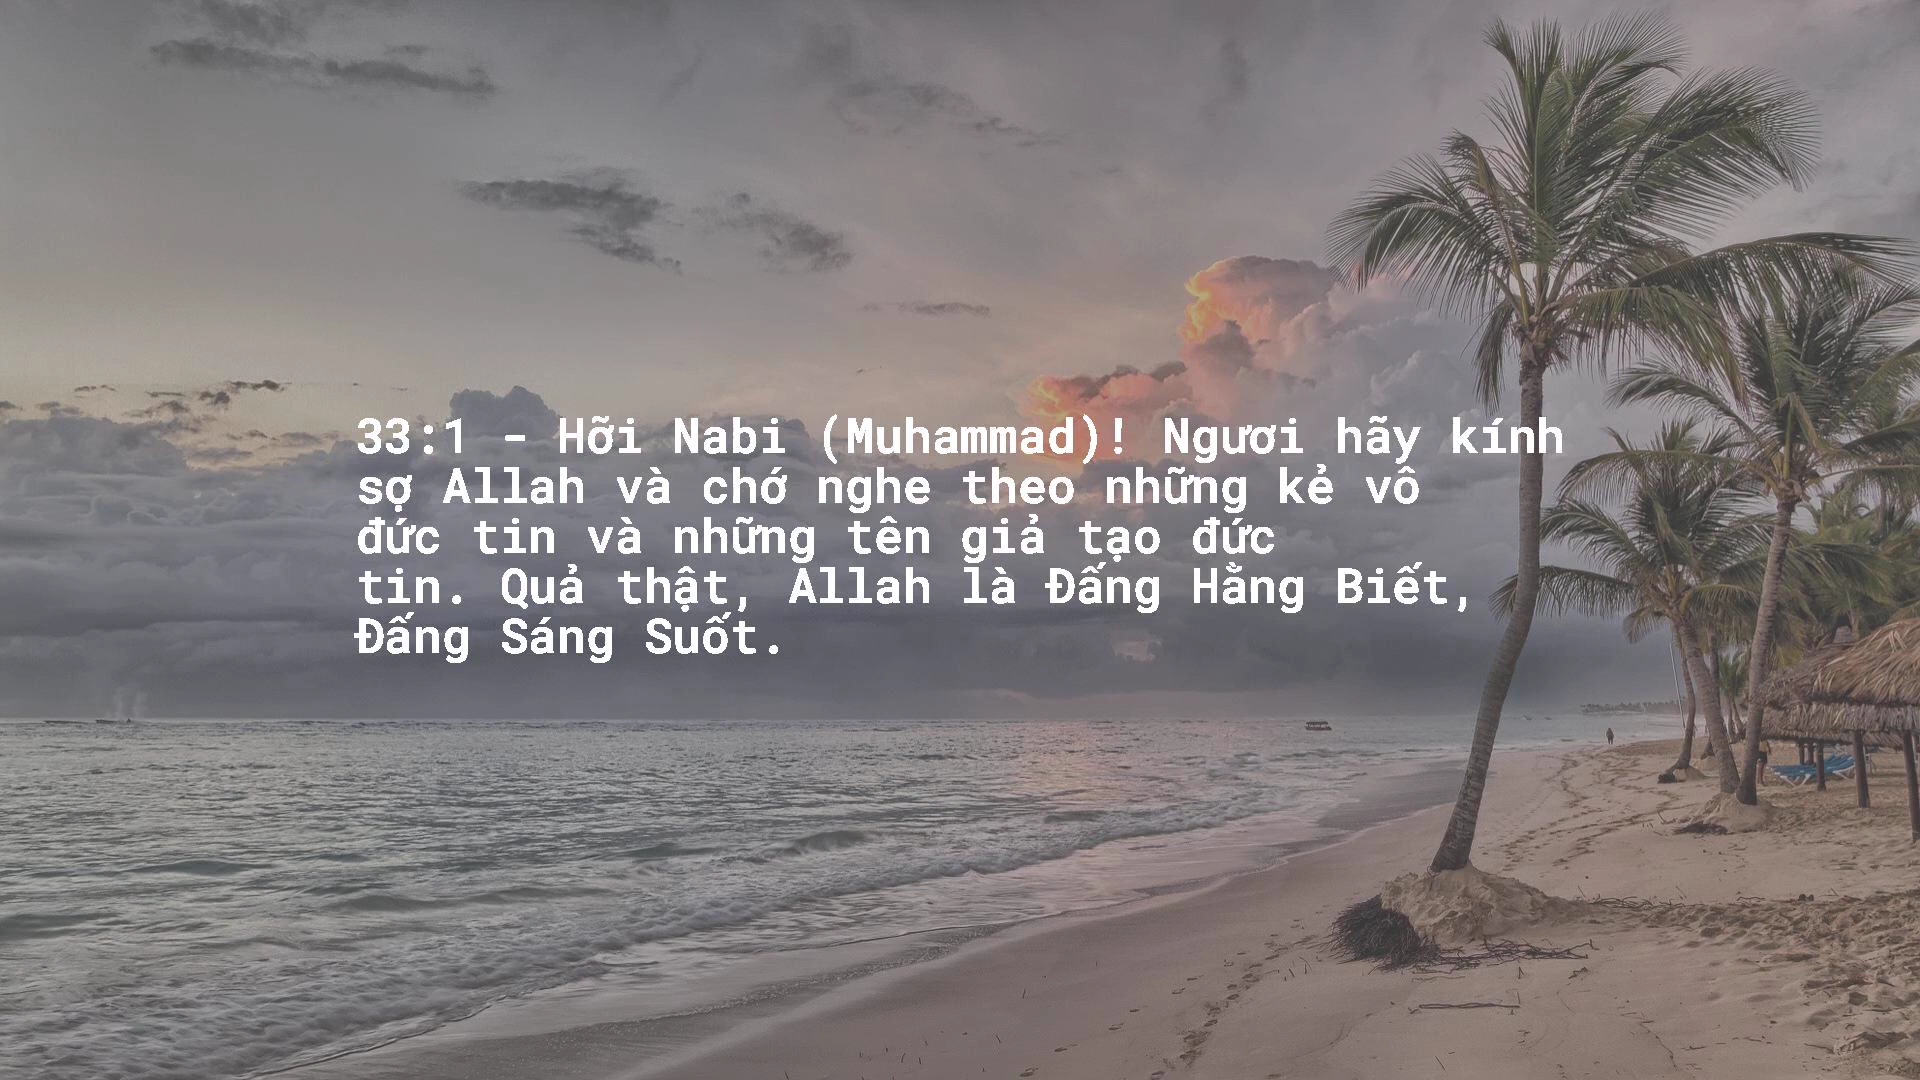 33:1 - Hỡi Nabi (Muhammad)! Ngươi hãy kính
sợ Allah và chớ nghe theo những kẻ vô
đức tin và những tên giả tạo đức
tin. Quả thật, Allah là Đấng Hằng Biết,
Đấng Sáng Suốt.